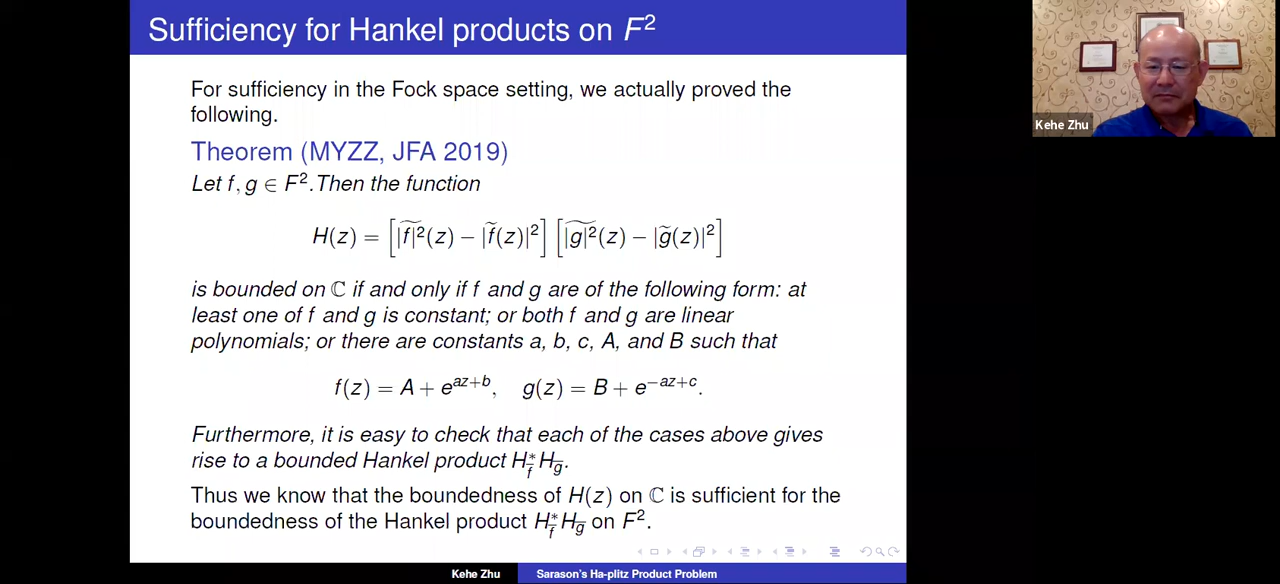 Sufficiency for Hankel products on F²
For sufficiency in the Fock space setting, we actually proved the
following.
Theorem (MYZZ, JFA 2019)
Let f, g ∈ F². Then the function
H(z) = [|f|²~(z) − |f̃(z)|²] [|g|²~(z) − |g̃(z)|²]
is bounded on ℂ if and only if f and g are of the following form: at
least one of f and g is constant; or both f and g are linear
polynomials; or there are constants a, b, c, A, and B such that
f(z) = A + e^{az+b}, g(z) = B + e^{−az+c}.
Furthermore, it is easy to check that each of the cases above gives
rise to a bounded Hankel product H*_{f̄}H_{ḡ}.
Thus we know that the boundedness of H(z) on ℂ is sufficient for the
boundedness of the Hankel product H*_{f̄}H_{ḡ} on F².
Kehe Zhu
Sarason's Ha-plitz Product Problem
Kehe Zhu